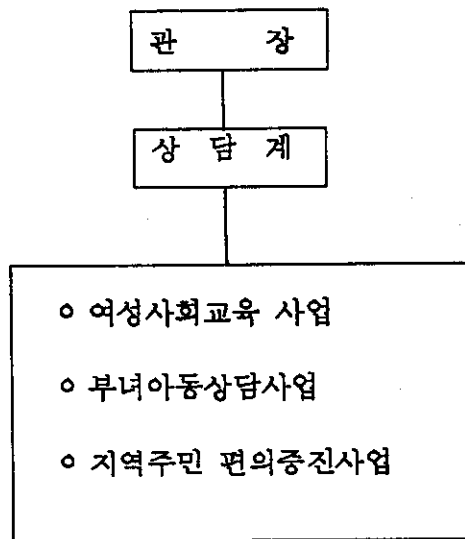 관 장
상 담 계
o 여성사회교육 사업
o 부녀아동상담사업
o 지역주민 편의증진사업